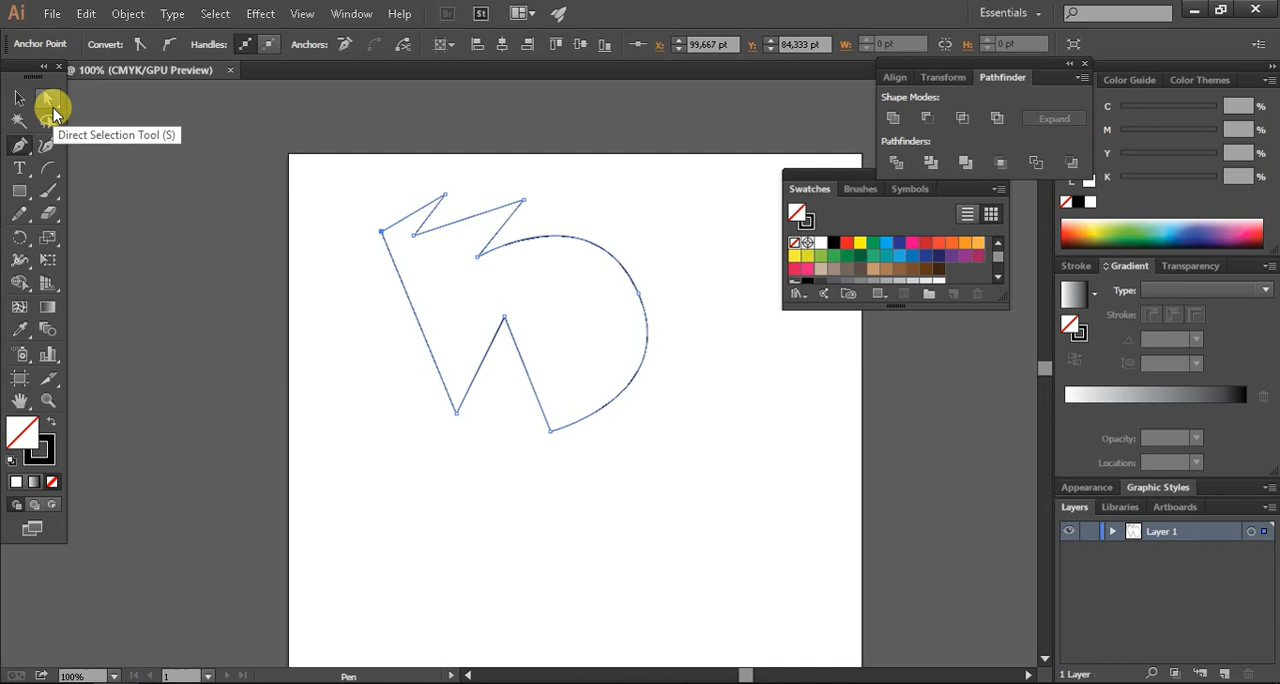 Ai File Edit Object Type Select Effect View Window Help Br St Essentials
Anchor Point Convert: Handles: Anchors: X: 99,667 pt Y: 84,333 pt W: 0 pt H: 0 pt
@ 100% (CMYK/GPU Preview)
Align Transform Pathfinder
Shape Modes:
Expand
Pathfinders:
Color Guide Color Themes
C %
M %
Y %
K %
Direct Selection Tool (S)
Swatches Brushes Symbols
Stroke Gradient Transparency
Type:
Stroke:
Opacity:
Location:
Appearance Graphic Styles
Layers Libraries Artboards
Layer 1
100% 1 Pen
1 Layer